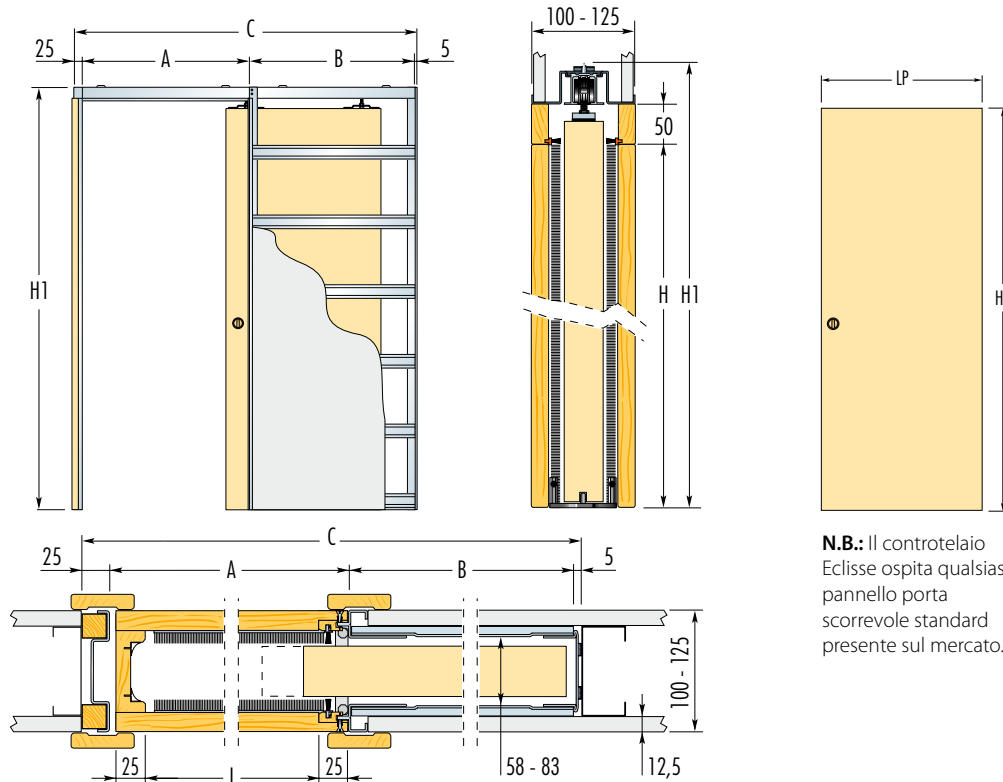 C
25
A
B
5
H1
100 - 125
50
H
H1
LP
H
N.B.: Il controtelaio
Eclisse ospita
pannello porta
scorrevole standard
presente sul mercato.
C
25
A
B
5
100 - 125
25
L
25
58 - 83
12,5